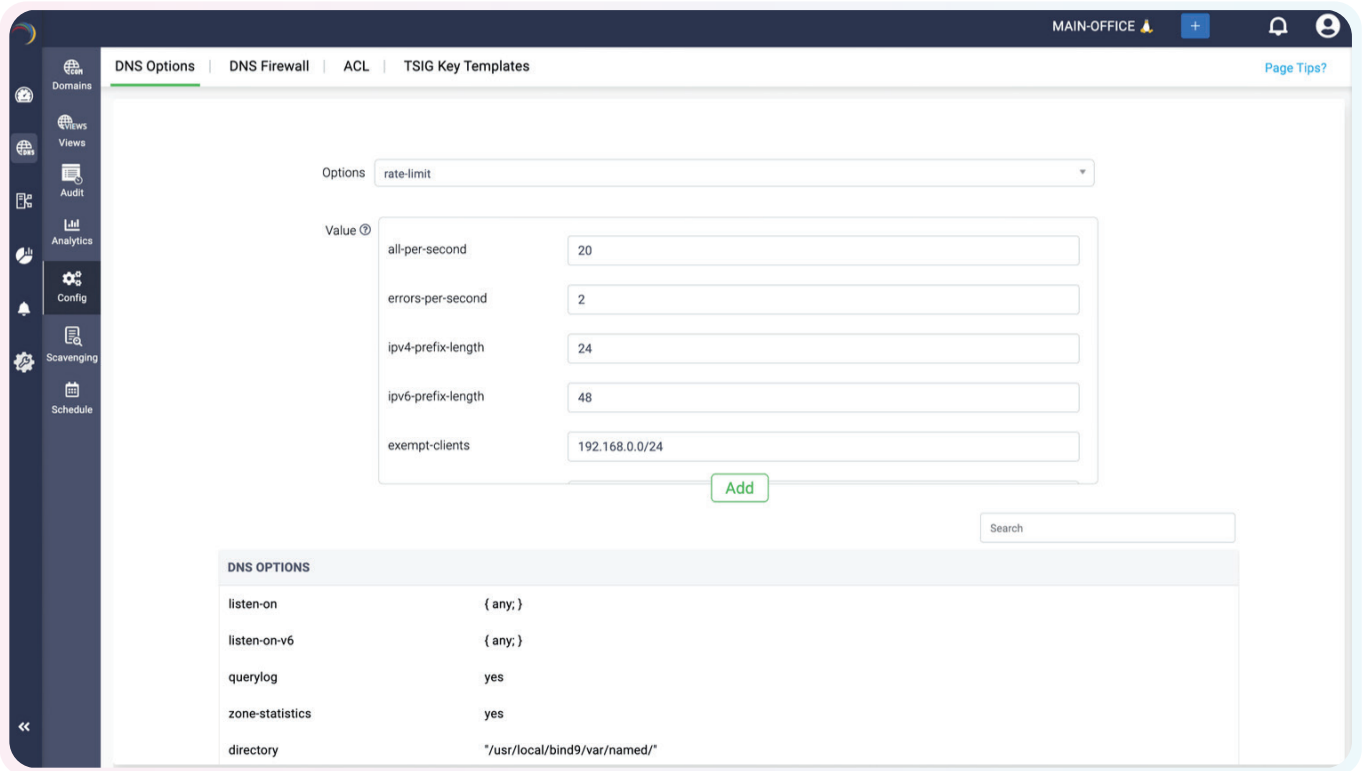 MAIN-OFFICE
+
DNS Options | DNS Firewall | ACL | TSIG Key Templates
Page Tips?
.COM
Domains
VIEWS
Views
DNS
Audit
Analytics
Config
Scavenging
Schedule
Options rate-limit
Value ?
all-per-second 20
errors-per-second 2
ipv4-prefix-length 24
ipv6-prefix-length 48
exempt-clients 192.168.0.0/24
Add
Search
DNS OPTIONS
listen-on { any; }
listen-on-v6 { any; }
querylog yes
zone-statistics yes
directory "/usr/local/bind9/var/named/"